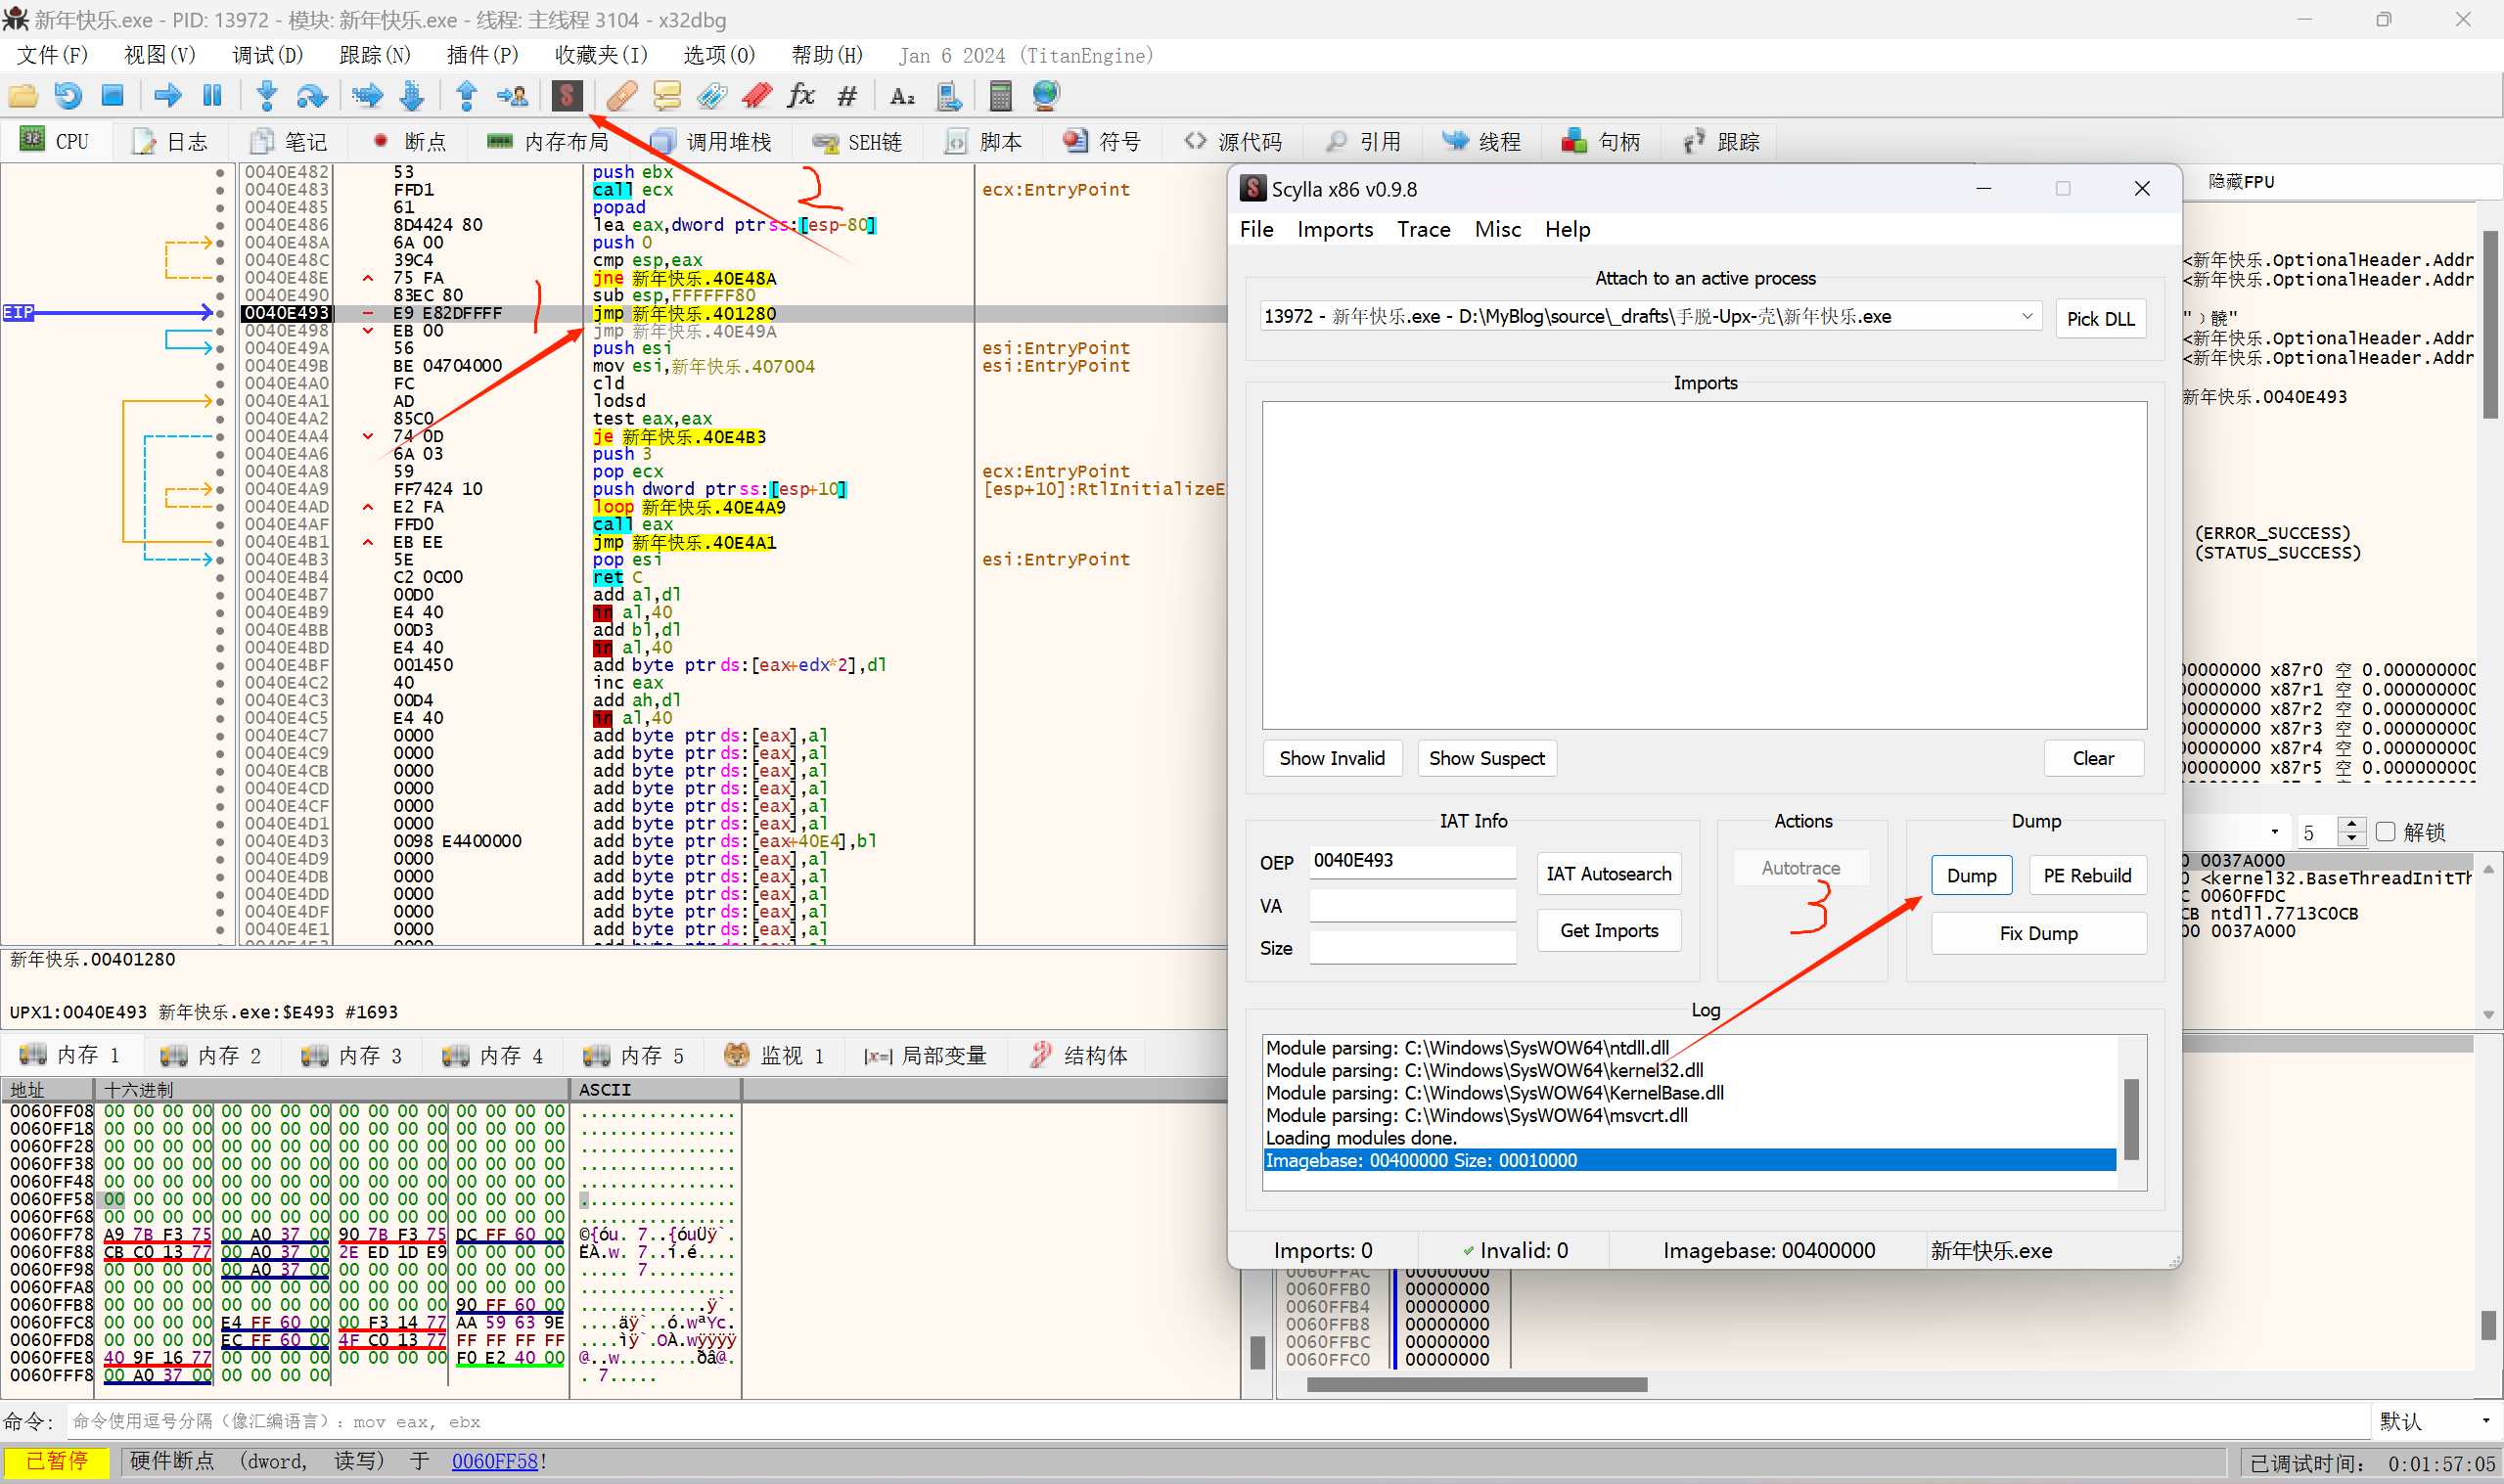 新年快乐.exe - PID: 13972 - 模块: 新年快乐.exe - 线程: 主线程 3104 - x32dbg
文件(F) 视图(V) 调试(D) 跟踪(N) 插件(P) 收藏夹(I) 选项(O) 帮助(H) Jan 6 2024 (TitanEngine)
CPU 日志 笔记 断点 内存布局 调用堆栈 SEH链 脚本 符号 源代码 引用 线程 句柄 跟踪
0040E482 53 push ebx
0040E483 FFD1 call ecx ecx:EntryPoint
0040E485 61 popad
0040E486 8D4424 80 lea eax,dword ptr ss:[esp-80]
0040E48A 6A 00 push 0
0040E48C 39C4 cmp esp,eax
0040E48E 75 FA jne 新年快乐.40E48A
0040E490 83EC 80 sub esp,FFFFFF80
EIP 0040E493 E9 E82DFFFF jmp 新年快乐.401280
0040E498 EB 00 jmp 新年快乐.40E49A
0040E49A 56 push esi esi:EntryPoint
0040E49B BE 04704000 mov esi,新年快乐.407004 esi:EntryPoint
0040E4A0 FC cld
0040E4A1 AD lodsd
0040E4A2 85C0 test eax,eax
0040E4A4 74 0D je 新年快乐.40E4B3
0040E4A6 6A 03 push 3
0040E4A8 59 pop ecx ecx:EntryPoint
0040E4A9 FF7424 10 push dword ptr ss:[esp+10] [esp+10]:RtlInitializeE
0040E4AD E2 FA loop 新年快乐.40E4A9
0040E4AF FFD0 call eax
0040E4B1 EB EE jmp 新年快乐.40E4A1
0040E4B3 5E pop esi esi:EntryPoint
0040E4B4 C2 0C00 ret C
0040E4B7 00D0 add al,dl
0040E4B9 E4 40 in al,40
0040E4BB 00D3 add bl,dl
0040E4BD E4 40 in al,40
0040E4BF 001450 add byte ptr ds:[eax+edx*2],dl
0040E4C2 40 inc eax
0040E4C3 00D4 add ah,dl
0040E4C5 E4 40 in al,40
0040E4C7 0000 add byte ptr ds:[eax],al
0040E4C9 0000 add byte ptr ds:[eax],al
0040E4CB 0000 add byte ptr ds:[eax],al
0040E4CD 0000 add byte ptr ds:[eax],al
0040E4CF 0000 add byte ptr ds:[eax],al
0040E4D1 0000 add byte ptr ds:[eax],al
0040E4D3 0098 E4400000 add byte ptr ds:[eax+40E4],bl
0040E4D9 0000 add byte ptr ds:[eax],al
0040E4DB 0000 add byte ptr ds:[eax],al
0040E4DD 0000 add byte ptr ds:[eax],al
0040E4DF 0000 add byte ptr ds:[eax],al
0040E4E1 0000 add byte ptr ds:[eax],al
1
2
3
新年快乐.00401280
UPX1:0040E493 新年快乐.exe:$E493 #1693
Scylla x86 v0.9.8
File Imports Trace Misc Help
Attach to an active process
13972 - 新年快乐.exe - D:\MyBlog\source\_drafts\手脱-Upx-壳\新年快乐.exe Pick DLL
Imports
Show Invalid Show Suspect Clear
IAT Info Actions Dump
OEP 0040E493 IAT Autosearch Autotrace Dump PE Rebuild
VA
Get Imports Fix Dump
Size
Log
Module parsing: C:\Windows\SysWOW64\ntdll.dll
Module parsing: C:\Windows\SysWOW64\kernel32.dll
Module parsing: C:\Windows\SysWOW64\KernelBase.dll
Module parsing: C:\Windows\SysWOW64\msvcrt.dll
Loading modules done.
Imagebase: 00400000 Size: 00010000
Imports: 0 Invalid: 0 Imagebase: 00400000 新年快乐.exe
隐藏FPU
<新年快乐.OptionalHeader.Addr
<新年快乐.OptionalHeader.Addr
<新年快乐.OptionalHeader.Addr
<新年快乐.OptionalHeader.Addr
新年快乐.0040E493
(ERROR_SUCCESS)
(STATUS_SUCCESS)
00000000 x87r0 空 0.000000000
00000000 x87r1 空 0.000000000
00000000 x87r2 空 0.000000000
00000000 x87r3 空 0.000000000
00000000 x87r4 空 0.000000000
00000000 x87r5 空 0.000000000
5 解锁
0037A000
<kernel32.BaseThreadInitTh
0060FFDC
ntdll.7713C0CB
0037A000
内存 1 内存 2 内存 3 内存 4 内存 5 监视 1 局部变量 结构体
地址 十六进制 ASCII
0060FF08 00 00 00 00 00 00 00 00 00 00 00 00 00 00 00 00 ................
0060FF18 00 00 00 00 00 00 00 00 00 00 00 00 00 00 00 00 ................
0060FF28 00 00 00 00 00 00 00 00 00 00 00 00 00 00 00 00 ................
0060FF38 00 00 00 00 00 00 00 00 00 00 00 00 00 00 00 00 ................
0060FF48 00 00 00 00 00 00 00 00 00 00 00 00 00 00 00 00 ................
0060FF58 00 00 00 00 00 00 00 00 00 00 00 00 00 00 00 00 ................
0060FF68 00 00 00 00 00 00 00 00 00 00 00 00 00 00 00 00 ................
0060FF78 A9 7B F3 75 00 A0 37 00 90 7B F3 75 DC FF 60 00 ©{óu. 7..{óuÜÿ`.
0060FF88 CB C0 13 77 00 A0 37 00 2E ED 1D E9 00 00 00 00 ËÀ.w. 7..í.é....
0060FF98 00 00 00 00 00 A0 37 00 00 00 00 00 00 00 00 00 ..... 7.........
0060FFA8 00 00 00 00 00 00 00 00 00 00 00 00 00 00 00 00 ................
0060FFB8 00 00 00 00 00 00 00 00 00 00 00 00 90 FF 60 00 .............ÿ`.
0060FFC8 00 00 00 00 E4 FF 60 00 00 F3 14 77 AA 59 63 9E ....äÿ`..ó.wªYc.
0060FFD8 00 00 00 00 EC FF 60 00 4F C0 13 77 FF FF FF FF ....ìÿ`.OÀ.wÿÿÿÿ
0060FFE8 40 9F 16 77 00 00 00 00 00 00 00 00 F0 E2 40 00 @..w........ðâ@.
0060FFF8 00 A0 37 00 00 00 00 00 . 7.....
0060FFAC 00000000
0060FFB0 00000000
0060FFB4 00000000
0060FFB8 00000000
0060FFBC 00000000
0060FFC0 00000000
命令: 命令使用逗号分隔（像汇编语言）: mov eax, ebx 默认
已暂停 硬件断点 (dword, 读写) 于 0060FF58! 已调试时间: 0:01:57:05